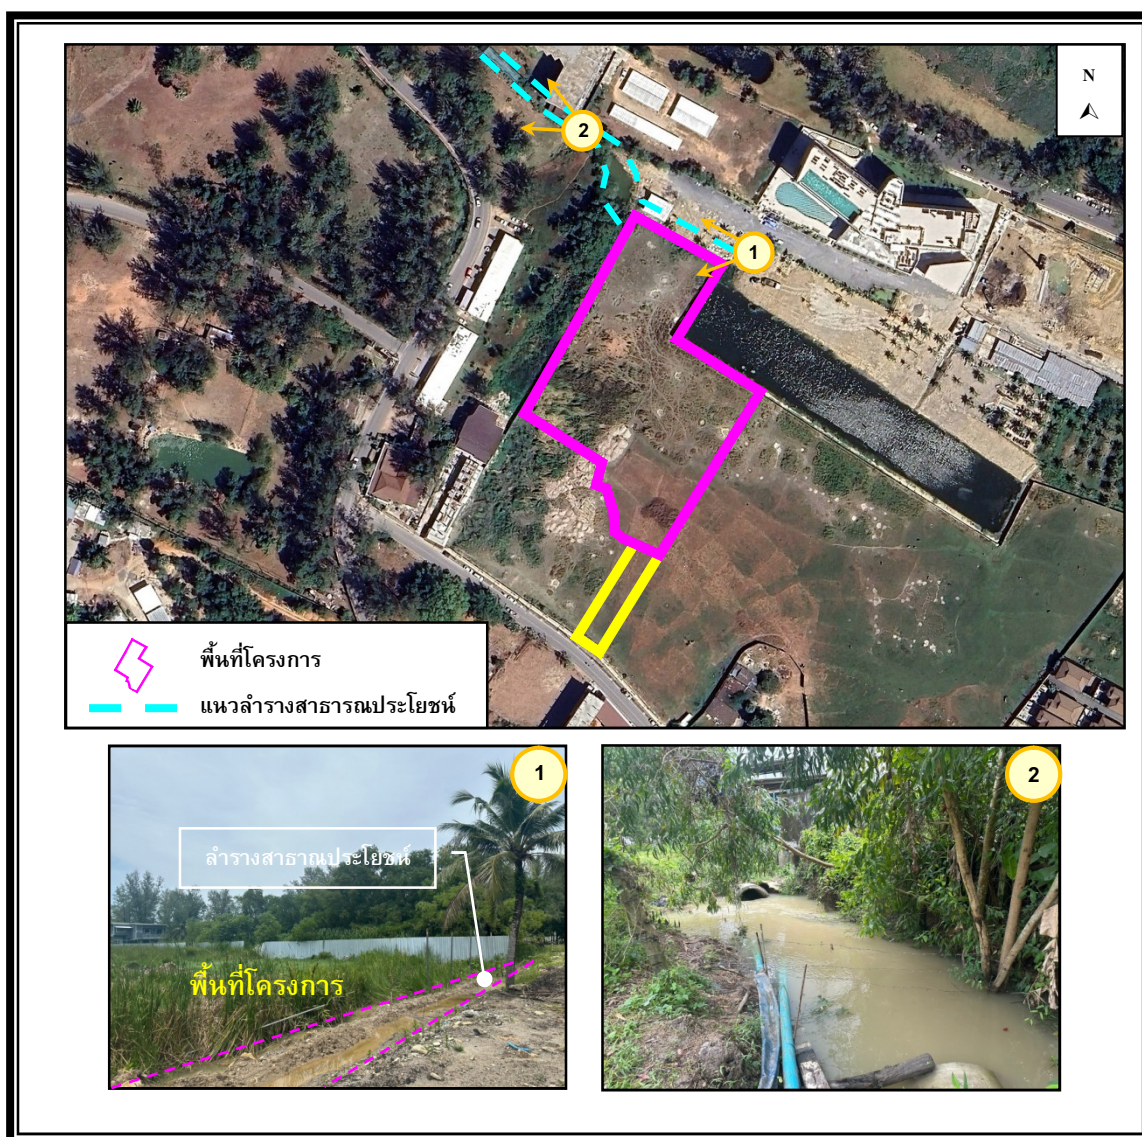 N
2
1
พื้นที่โครงการ
แนวลำรางสาธารณประโยชน์
1
ลำรางสาธาณประโยชน์
พื้นที่โครงการ
2